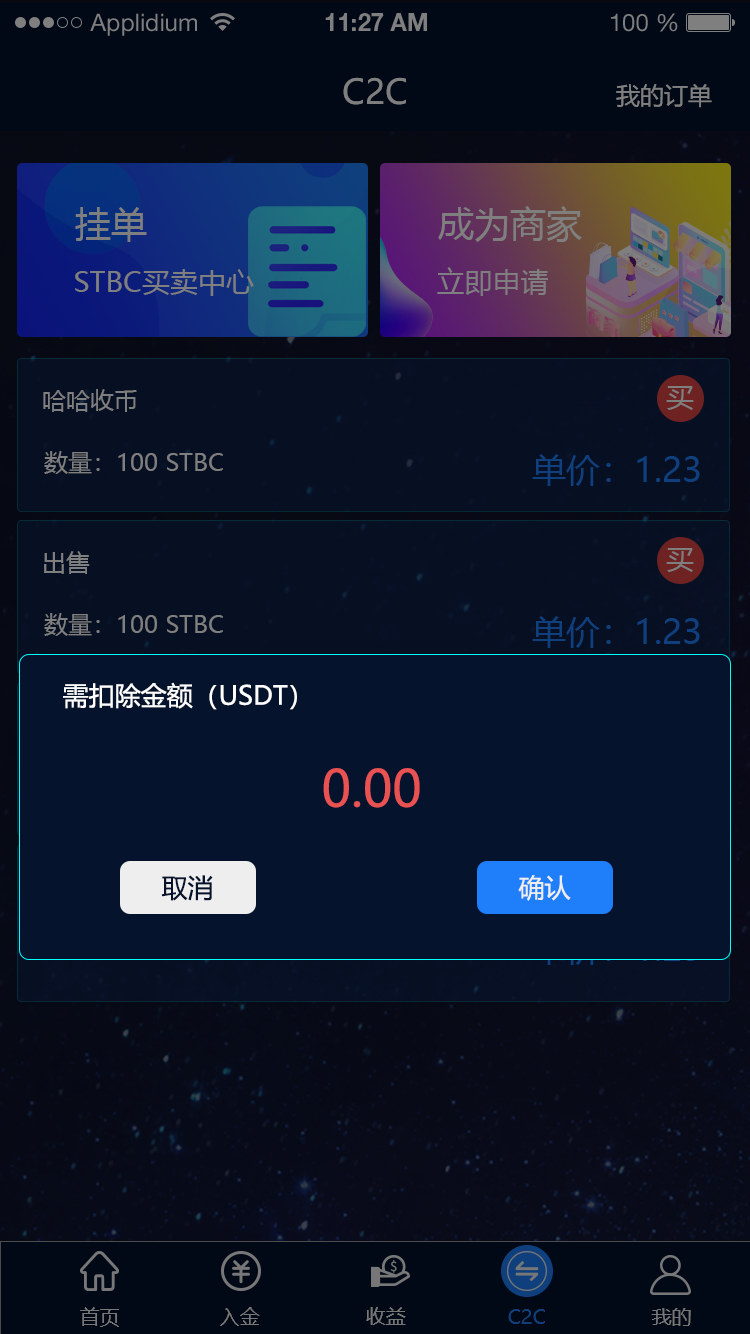 Applidium 11:27 AM 100 %
C2C 我的订单
挂单
STBC买卖中心
成为商家
立即申请
哈哈收币 买
数量：100 STBC 单价：1.23
出售 买
数量：100 STBC 单价：1.23
需扣除金额（USDT）
0.00
取消 确认
首页 入金 收益 C2C 我的